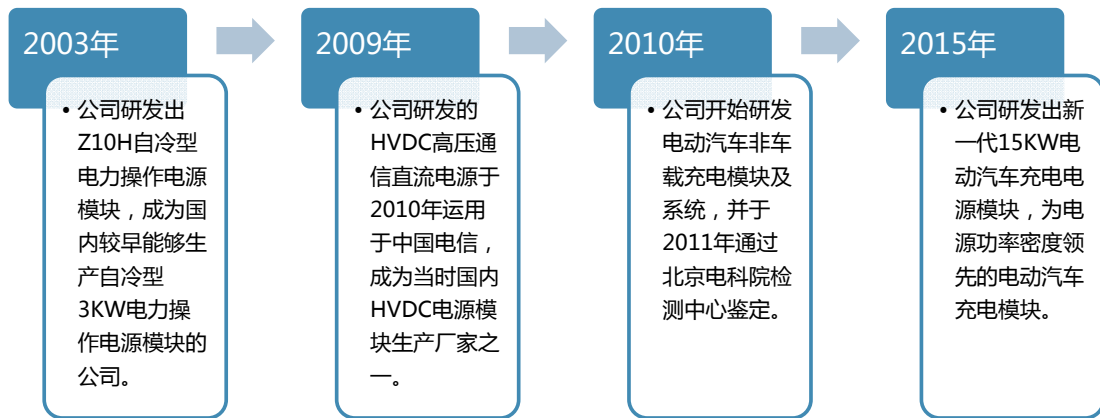 2003年
• 公司研发出
Z10H自冷型
电力操作电源
模块，成为国
内较早能够生
产自冷型
3KW电力操
作电源模块的
公司。
2009年
• 公司研发的
HVDC高压通
信直流电源于
2010年运用
于中国电信，
成为当时国内
HVDC电源模
块生产厂家之
一。
2010年
• 公司开始研发
电动汽车非车
载充电模块及
系统，并于
2011年通过
北京电科院检
测中心鉴定。
2015年
• 公司研发出新
一代15KW电
动汽车充电电
源模块，为电
源功率密度领
先的电动汽车
充电模块。